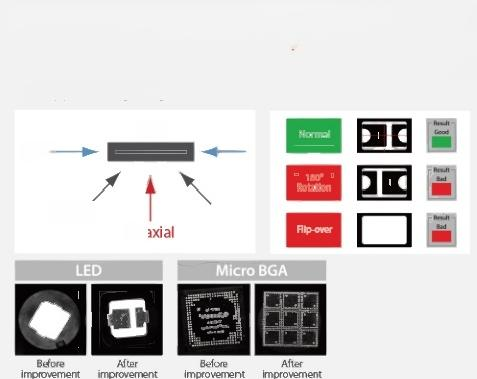 axial
Normal
Result
Good
180°
Rotation
Result
Bad
Flip-over
Result
Bad
LED
Micro BGA
Before
improvement
After
improvement
Before
improvement
After
improvement